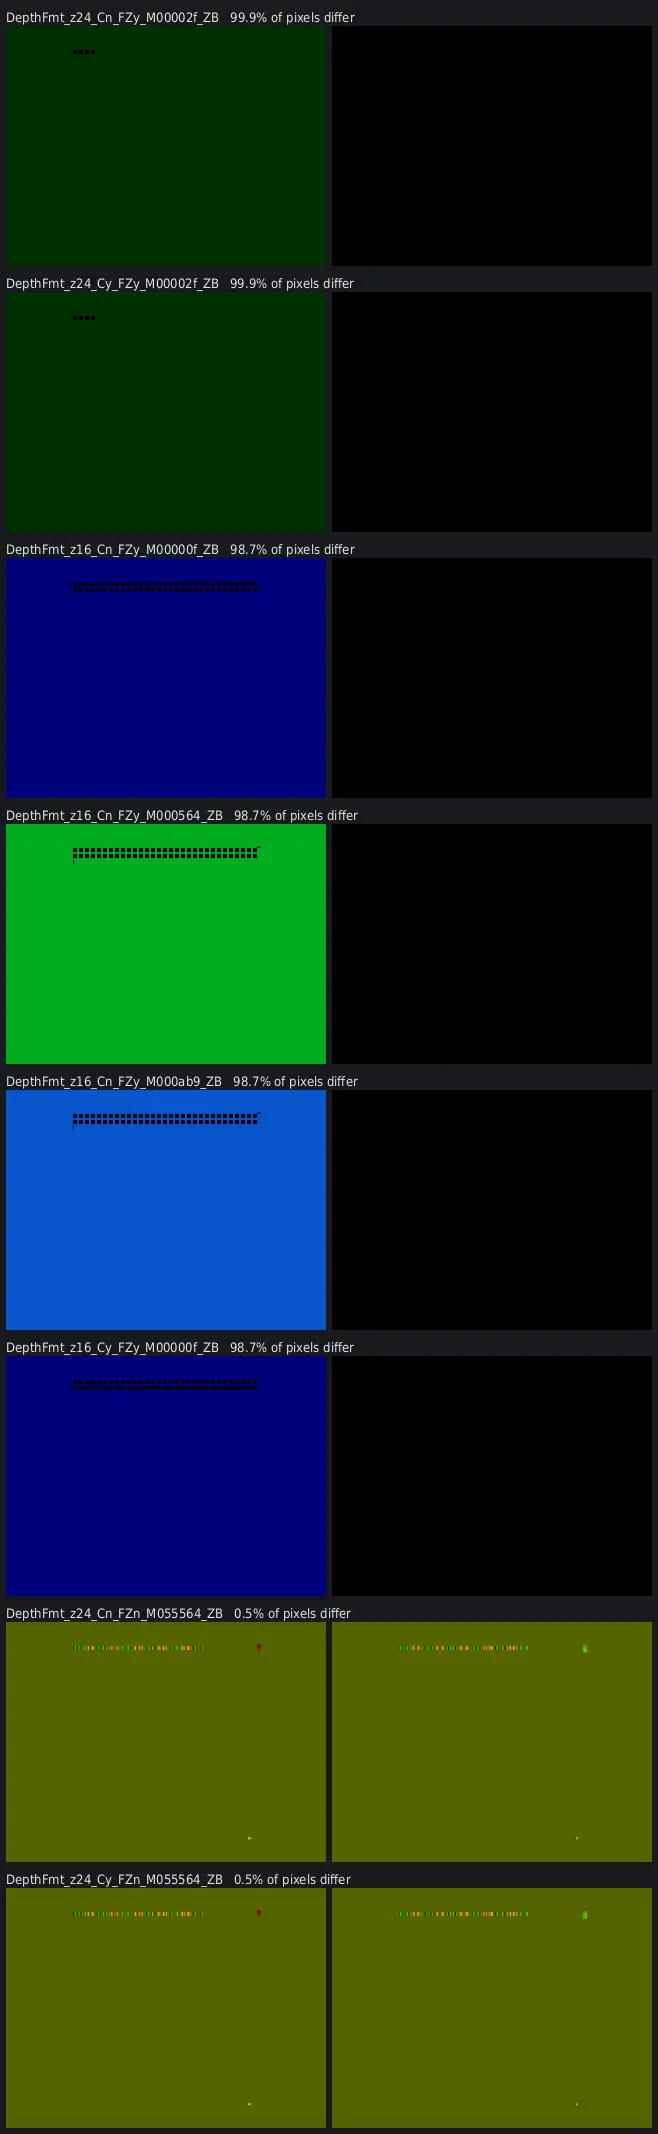 DepthFmt_z24_Cn_FZy_M00002f_ZB 99.9% of pixels differ
DepthFmt_z24_Cy_FZy_M00002f_ZB 99.9% of pixels differ
DepthFmt_z16_Cn_FZy_M00000f_ZB 98.7% of pixels differ
DepthFmt_z16_Cn_FZy_M000564_ZB 98.7% of pixels differ
DepthFmt_z16_Cn_FZy_M000ab9_ZB 98.7% of pixels differ
DepthFmt_z16_Cy_FZy_M00000f_ZB 98.7% of pixels differ
DepthFmt_z24_Cn_FZn_M055564_ZB 0.5% of pixels differ
DepthFmt_z24_Cy_FZn_M055564_ZB 0.5% of pixels differ